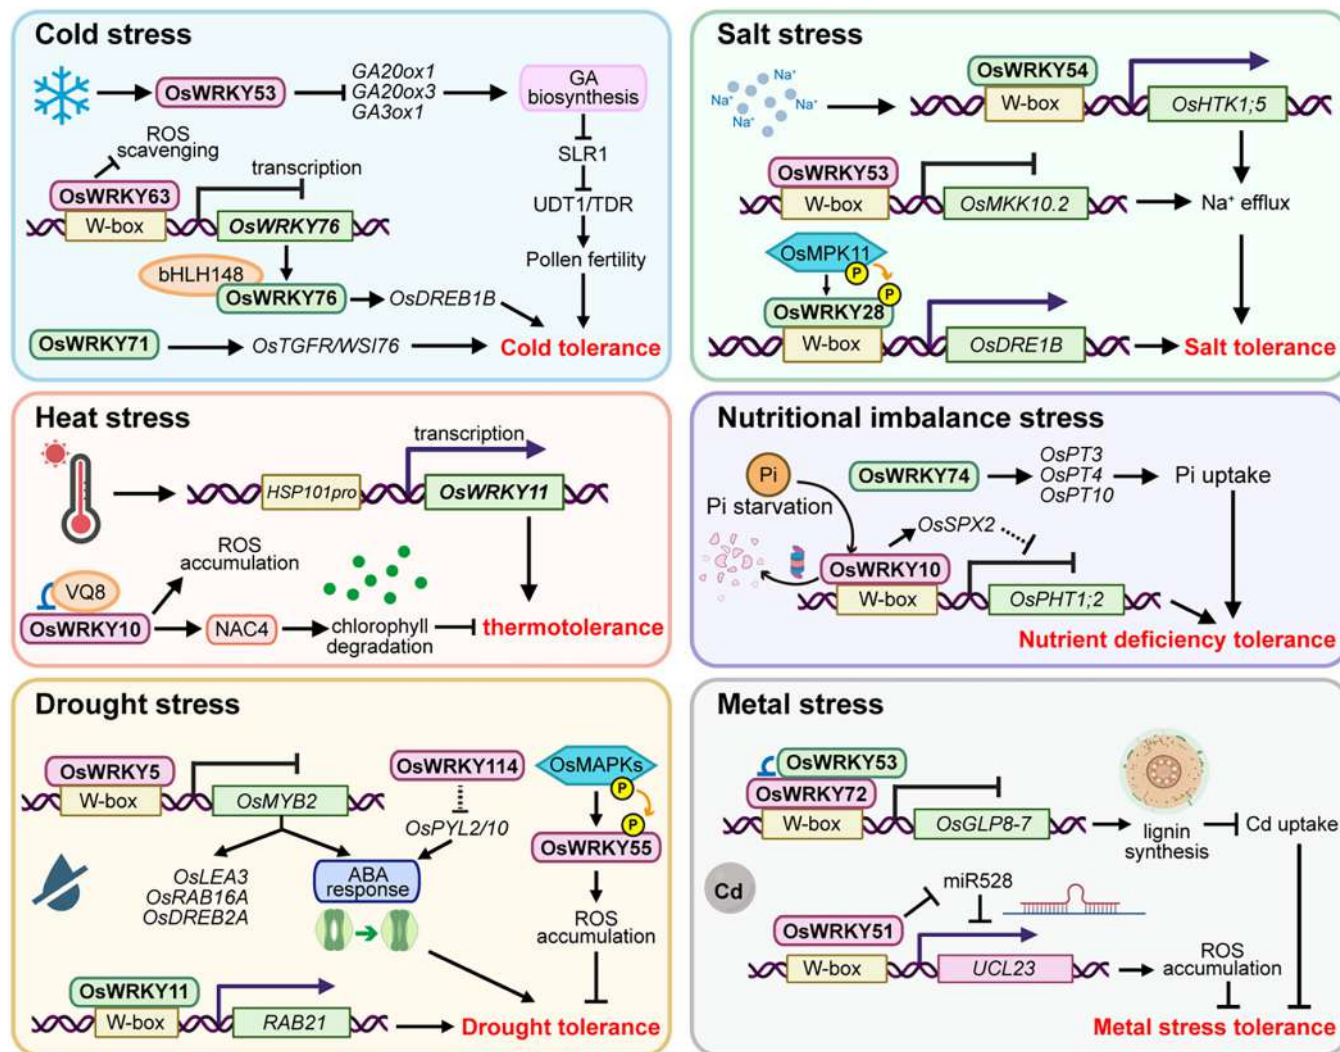 Cold stress
OsWRKY53
GA20ox1
GA20ox3
GA3ox1
GA
biosynthesis
ROS
scavenging
transcription
SLR1
OsWRKY63
W-box
OsWRKY76
UDT1/TDR
bHLH148
Pollen fertility
OsWRKY76
OsDREB1B
OsWRKY71
OsTGFR/WSI76
Cold tolerance
Salt stress
Na⁺
Na⁺
Na⁺
Na⁺
OsWRKY54
W-box
OsHTK1;5
OsWRKY53
W-box
OsMKK10.2
Na⁺ efflux
OsMPK11
P
P
OsWRKY28
W-box
OsDRE1B
Salt tolerance
Heat stress
transcription
HSP101pro
OsWRKY11
ROS
accumulation
VQ8
OsWRKY10
NAC4
chlorophyll
degradation
thermotolerance
Nutritional imbalance stress
Pi
Pi starvation
OsWRKY74
OsPT3
OsPT4
OsPT10
Pi uptake
OsSPX2
OsWRKY10
W-box
OsPHT1;2
Nutrient deficiency tolerance
Drought stress
OsWRKY5
W-box
OsMYB2
OsWRKY114
OsMAPKs
P
P
OsPYL2/10
OsWRKY55
OsLEA3
OsRAB16A
OsDREB2A
ABA
response
ROS
accumulation
OsWRKY11
W-box
RAB21
Drought tolerance
Metal stress
OsWRKY53
OsWRKY72
W-box
OsGLP8-7
lignin
synthesis
Cd uptake
Cd
miR528
OsWRKY51
W-box
UCL23
ROS
accumulation
Metal stress tolerance